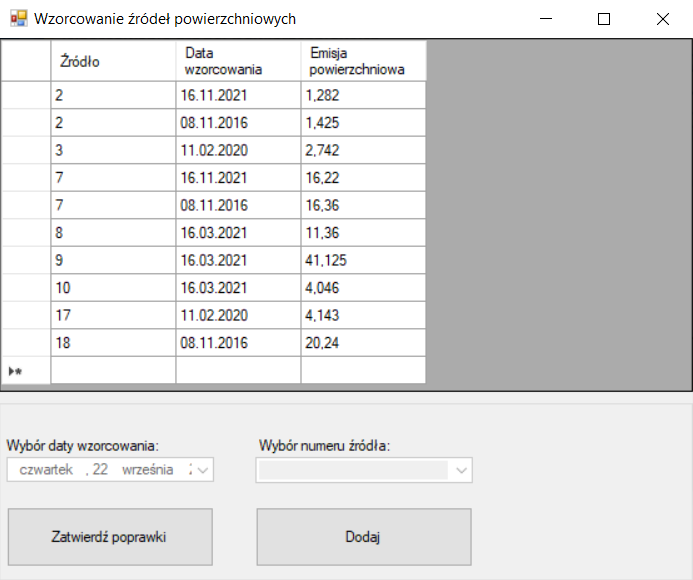 Wzorcowanie źródeł powierzchniowych
Źródło Data wzorcowania Emisja powierzchniowa
2 16.11.2021 1,282
2 08.11.2016 1,425
3 11.02.2020 2,742
7 16.11.2021 16,22
7 08.11.2016 16,36
8 16.03.2021 11,36
9 16.03.2021 41,125
10 16.03.2021 4,046
17 11.02.2020 4,143
18 08.11.2016 20,24
Wybór daty wzorcowania: Wybór numeru źródła:
czwartek , 22 września
Zatwierdź poprawki Dodaj